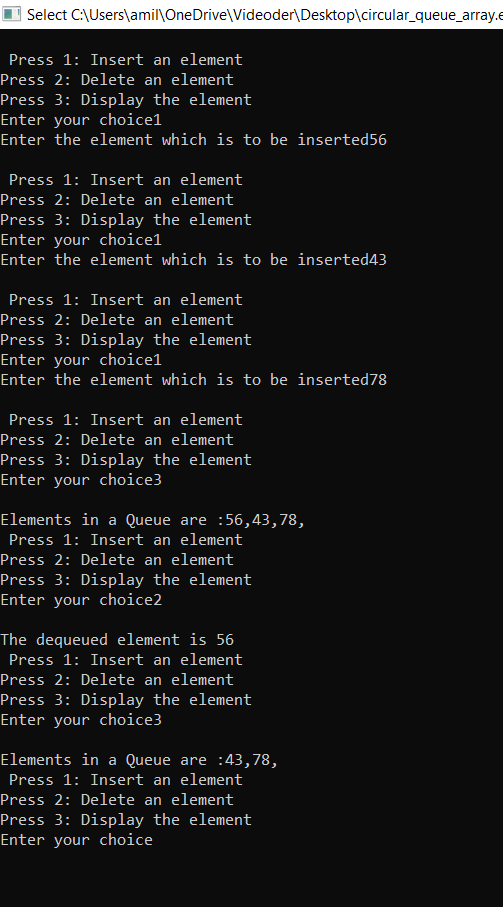 Select C:\Users\amil\OneDrive\Videoder\Desktop\circular_queue_array.e
Press 1: Insert an element
Press 2: Delete an element
Press 3: Display the element
Enter your choice1
Enter the element which is to be inserted56
Press 1: Insert an element
Press 2: Delete an element
Press 3: Display the element
Enter your choice1
Enter the element which is to be inserted43
Press 1: Insert an element
Press 2: Delete an element
Press 3: Display the element
Enter your choice1
Enter the element which is to be inserted78
Press 1: Insert an element
Press 2: Delete an element
Press 3: Display the element
Enter your choice3
Elements in a Queue are :56,43,78,
Press 1: Insert an element
Press 2: Delete an element
Press 3: Display the element
Enter your choice2
The dequeued element is 56
Press 1: Insert an element
Press 2: Delete an element
Press 3: Display the element
Enter your choice3
Elements in a Queue are :43,78,
Press 1: Insert an element
Press 2: Delete an element
Press 3: Display the element
Enter your choice